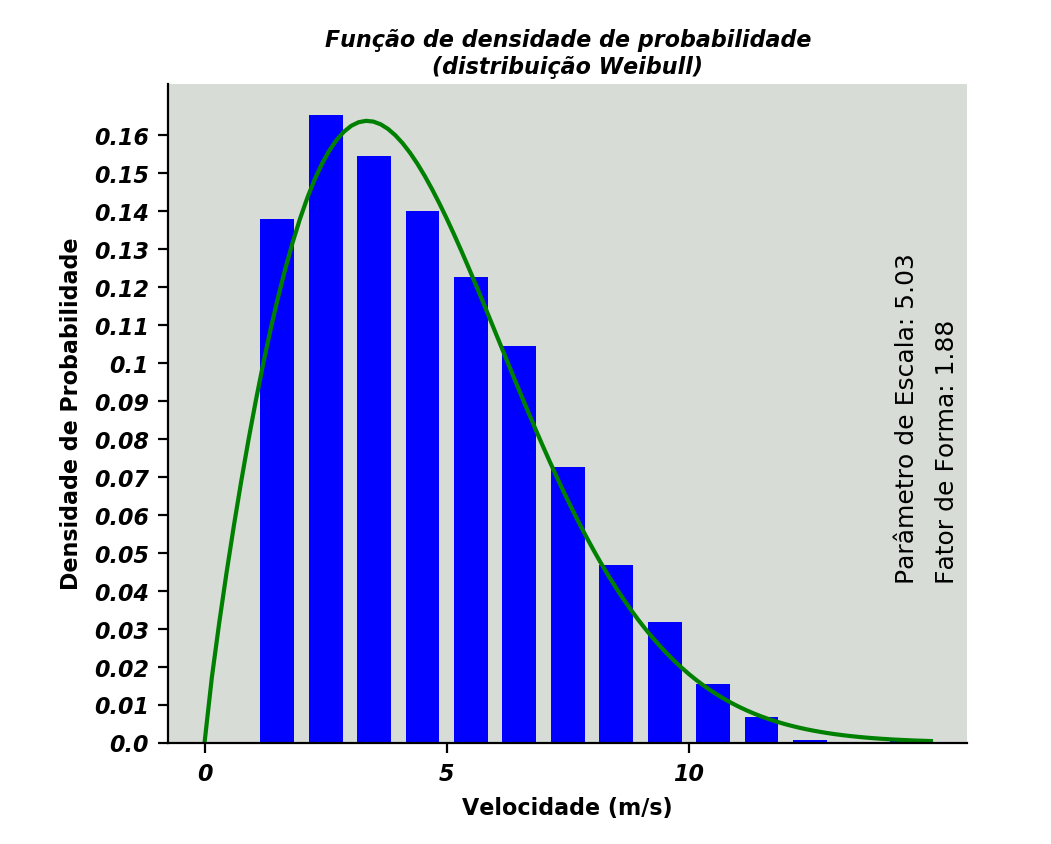 Função de densidade de probabilidade
(distribuição Weibull)
Densidade de Probabilidade
0.16
0.15
0.14
0.13
0.12
0.11
0.1
0.09
0.08
0.07
0.06
0.05
0.04
0.03
0.02
0.01
0.0
Parâmetro de Escala: 5.03
Fator de Forma: 1.88
0 5 10
Velocidade (m/s)